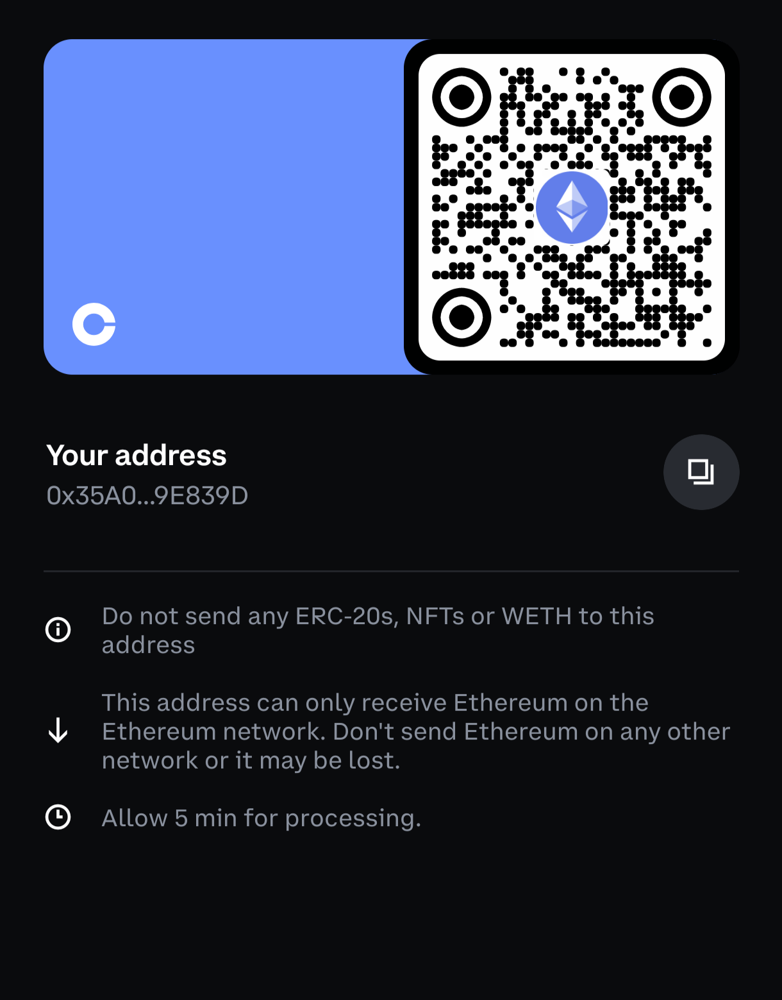 Your address
0x35A0...9E839D
Do not send any ERC-20s, NFTs or WETH to this
address
This address can only receive Ethereum on the
Ethereum network. Don't send Ethereum on any other
network or it may be lost.
Allow 5 min for processing.